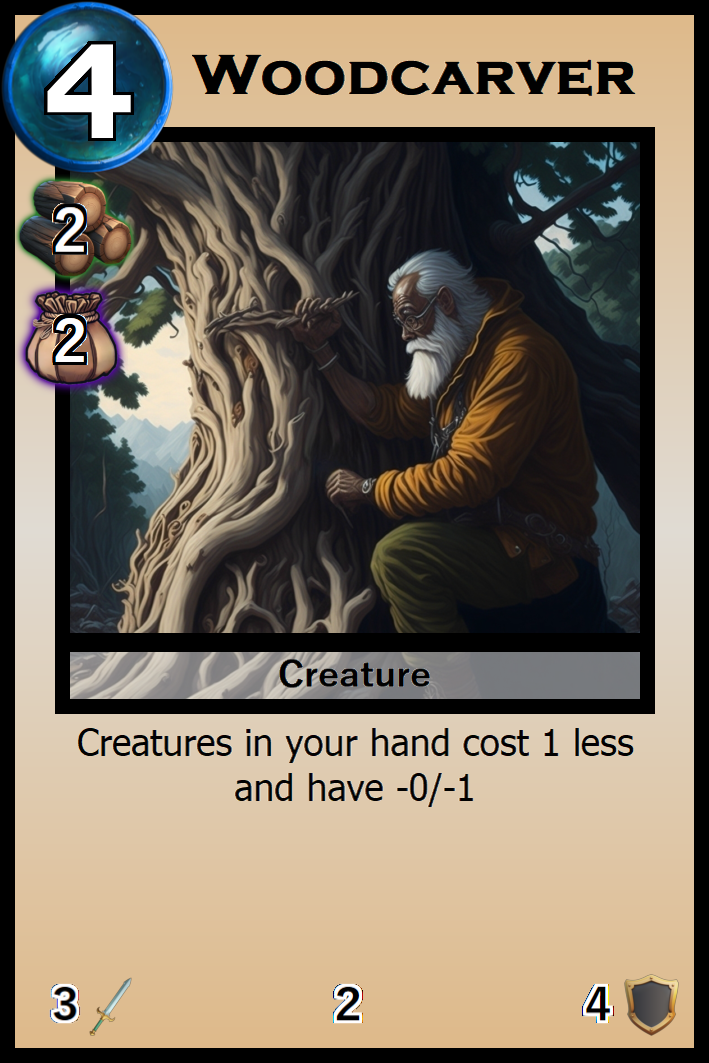 4
Woodcarver
2
2
Creature
Creatures in your hand cost 1 less
and have -0/-1
3 2 4